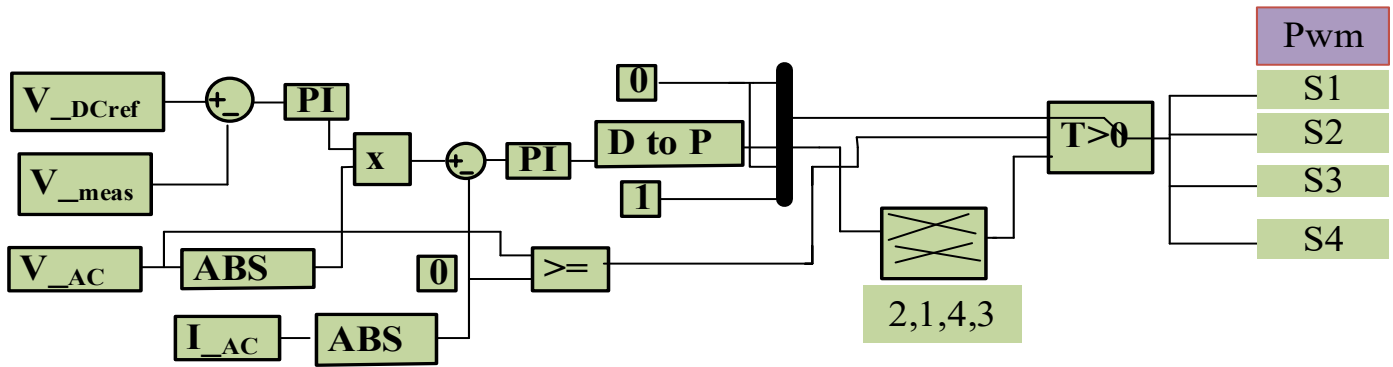 Pwm
V_DCref
+
-
PI
0
S1
V_meas
x
+
-
PI
D to P
T>0
S2
1
S3
V_AC
ABS
0
>=
S4
I_AC
ABS
2,1,4,3